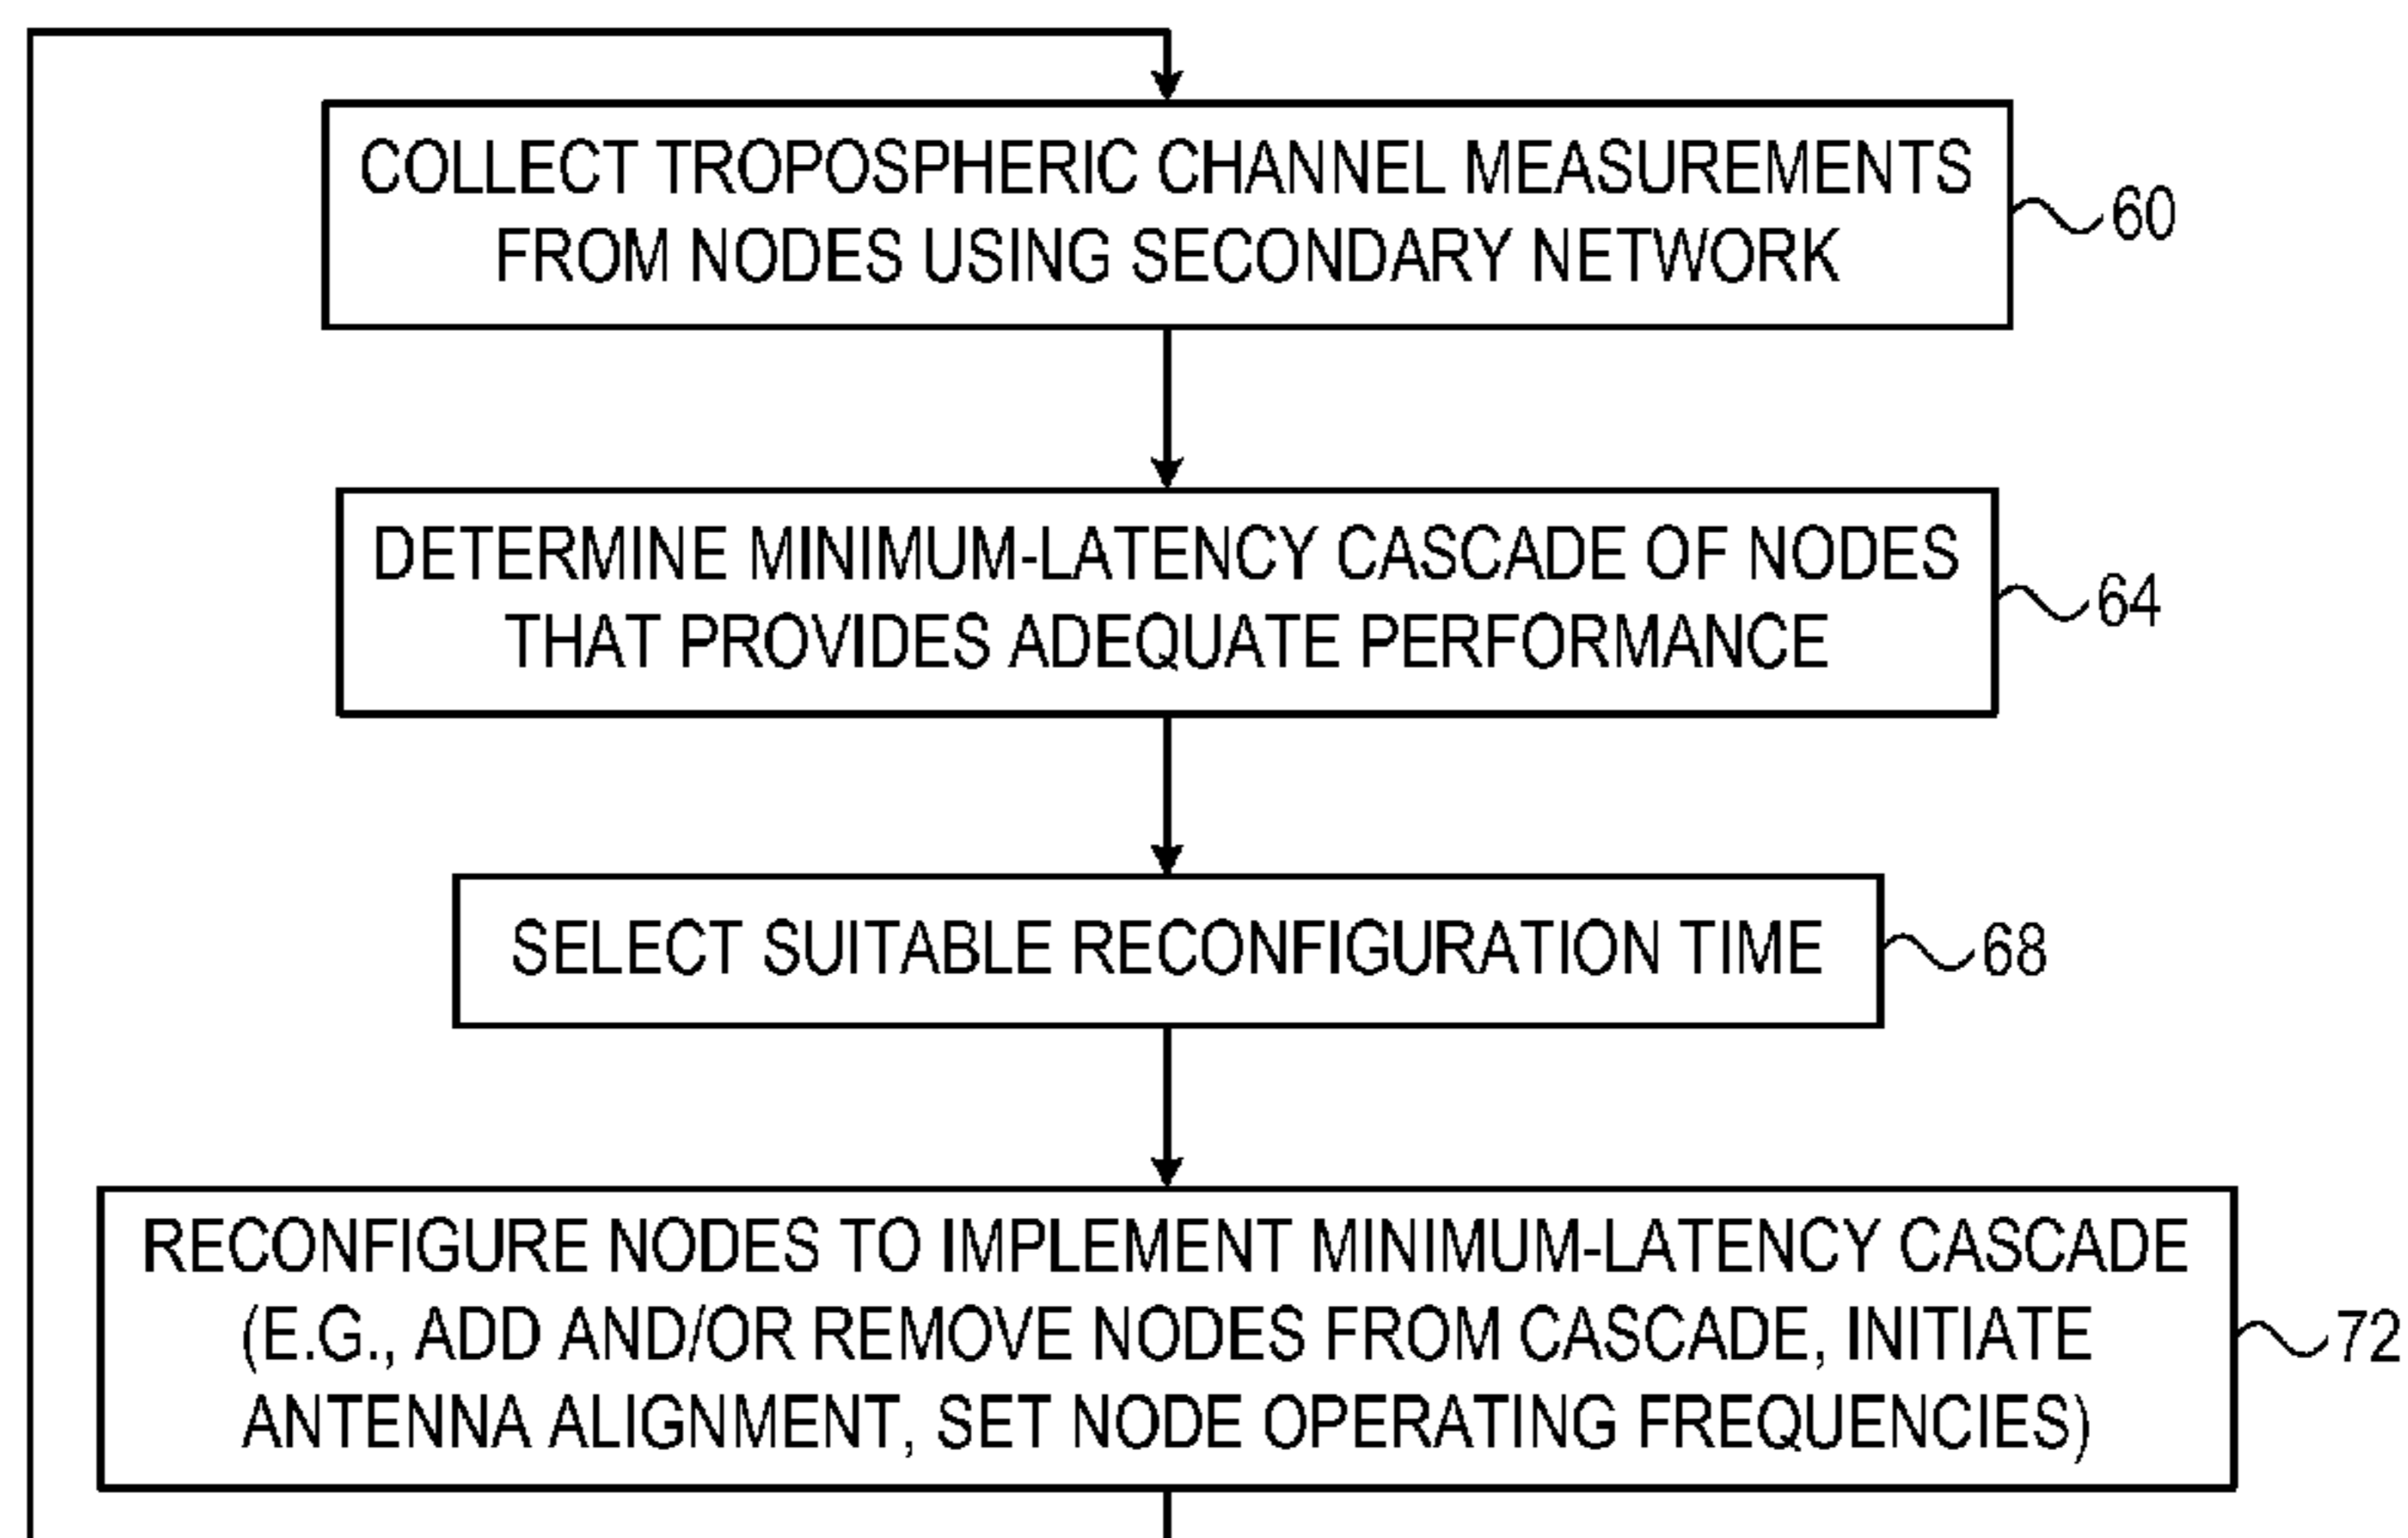 COLLECT TROPOSPHERIC CHANNEL MEASUREMENTS
FROM NODES USING SECONDARY NETWORK
60
DETERMINE MINIMUM-LATENCY CASCADE OF NODES
THAT PROVIDES ADEQUATE PERFORMANCE
64
SELECT SUITABLE RECONFIGURATION TIME
68
RECONFIGURE NODES TO IMPLEMENT MINIMUM-LATENCY CASCADE
(E.G., ADD AND/OR REMOVE NODES FROM CASCADE, INITIATE
ANTENNA ALIGNMENT, SET NODE OPERATING FREQUENCIES)
72